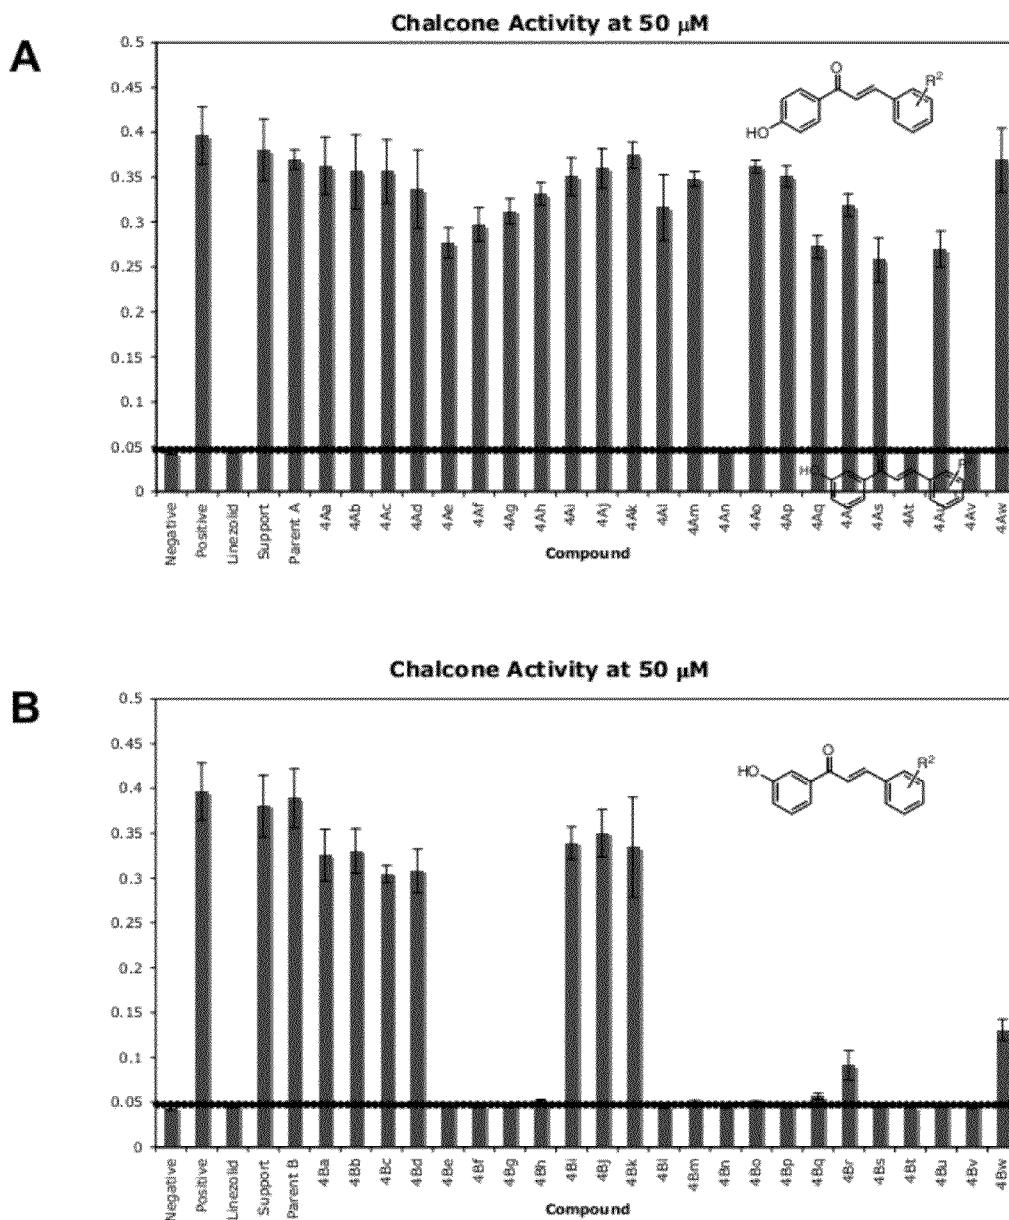 A
Chalcone Activity at 50 µM
0.5
0.45
0.4
0.35
0.3
0.25
0.2
0.15
0.1
0.05
0
O
R²
HO
HO
Negative
Positive
Linezolid
Support
Parent A
4Aa
4Ab
4Ac
4Ad
4Ae
4Af
4Ag
4Ah
4Ai
4Aj
4Ak
4Al
4Am
4An
4Ao
4Ap
4Aq
4Ar
4As
4At
4Au
4Av
4Aw
Compound
B
Chalcone Activity at 50 µM
0.5
0.45
0.4
0.35
0.3
0.25
0.2
0.15
0.1
0.05
0
O
R²
HO
Negative
Positive
Linezolid
Support
Parent B
4Ba
4Bb
4Bc
4Bd
4Be
4Bf
4Bg
4Bh
4Bi
4Bj
4Bk
4Bl
4Bm
4Bn
4Bo
4Bp
4Bq
4Br
4Bs
4Bt
4Bu
4Bv
4Bw
Compound